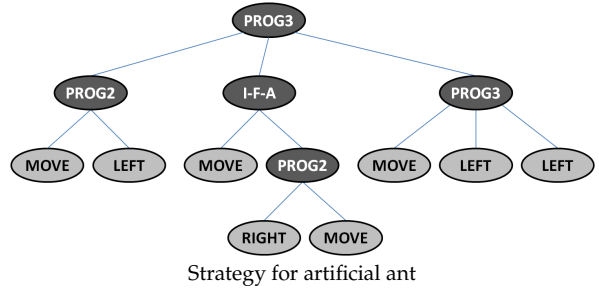 PROG3
PROG2 I-F-A PROG3
MOVE LEFT MOVE PROG2 MOVE LEFT LEFT
RIGHT MOVE
Strategy for artificial ant